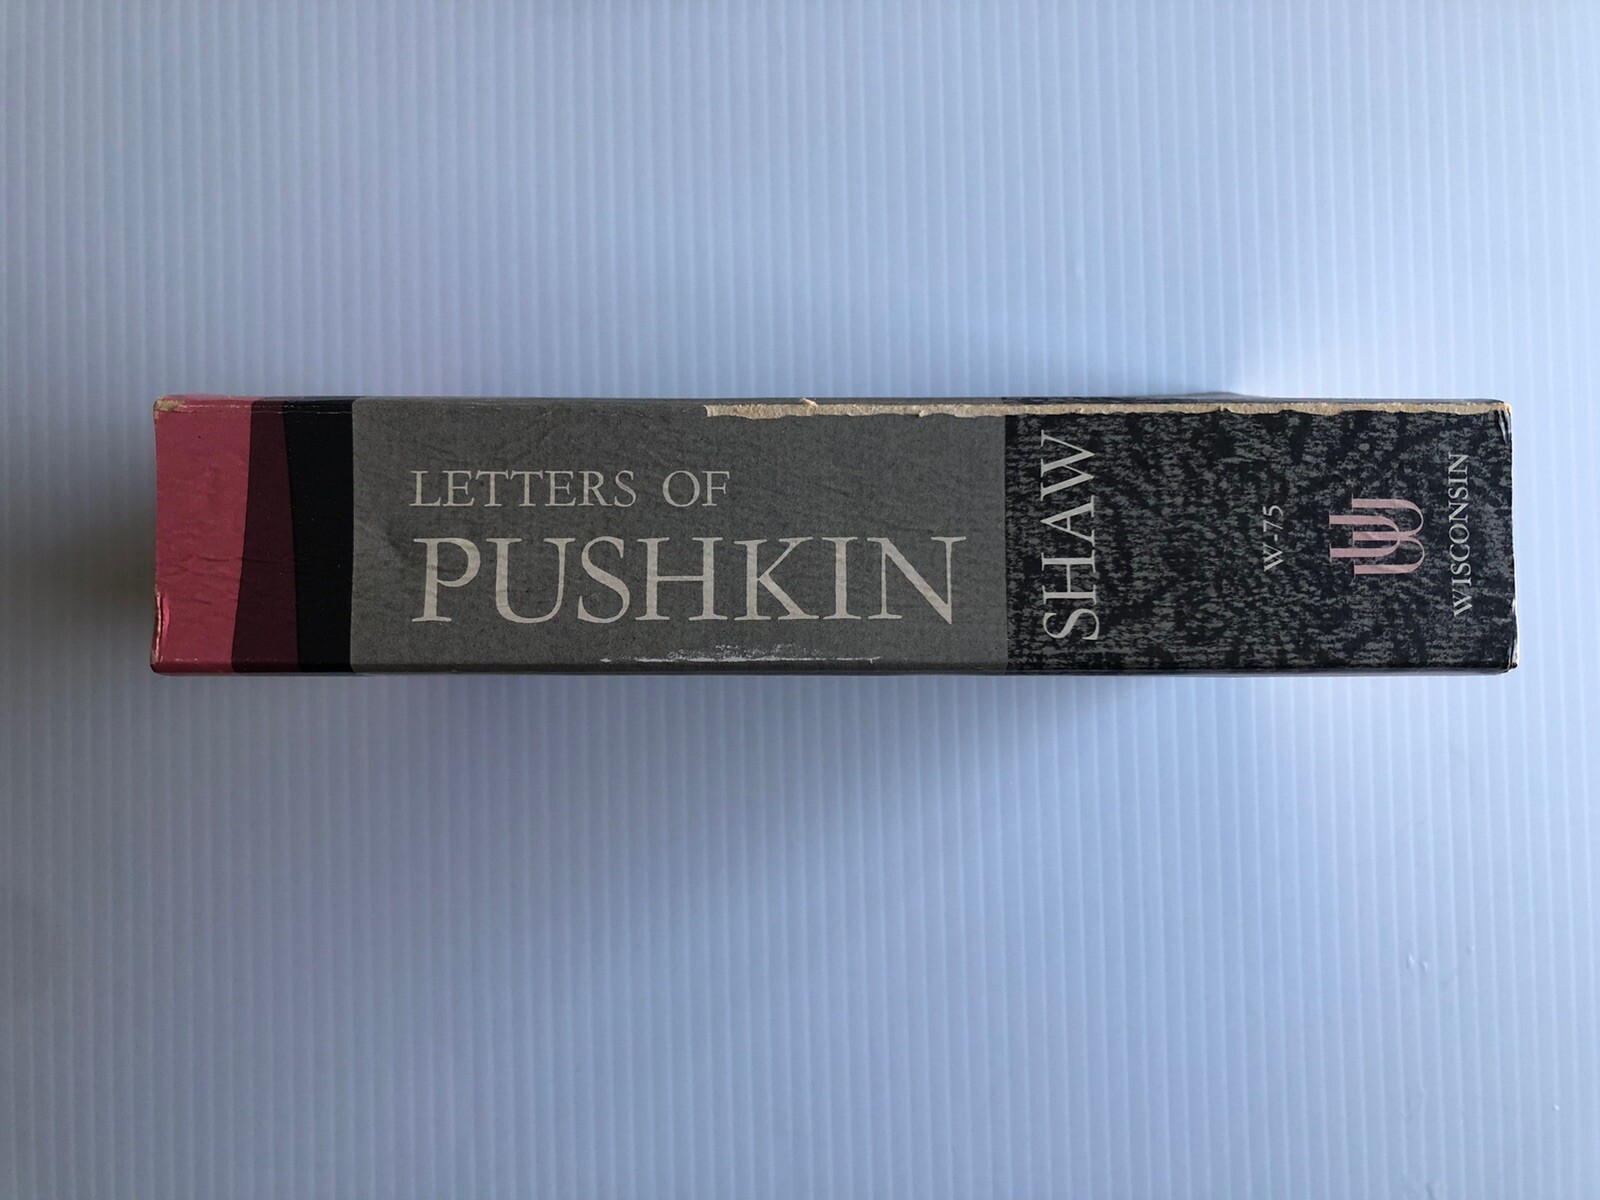 LETTERS OF
PUSHKIN
SHAW
W-75
WISCONSIN